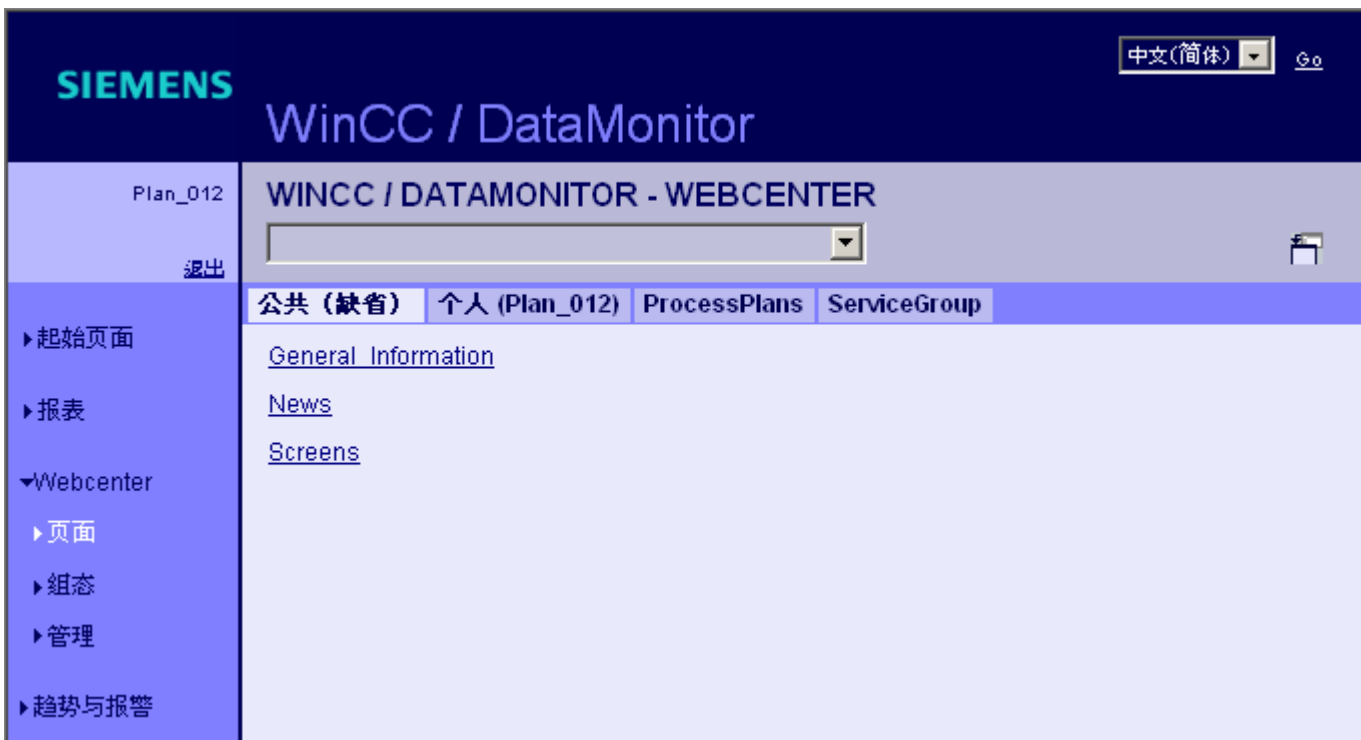 SIEMENS
中文(简体) Go
WinCC / DataMonitor
Plan_012
WINCC / DATAMONITOR - WEBCENTER
退出
公共（缺省） 个人 (Plan_012) ProcessPlans ServiceGroup
起始页面
General_Information
报表
News
Screens
Webcenter
页面
组态
管理
趋势与报警